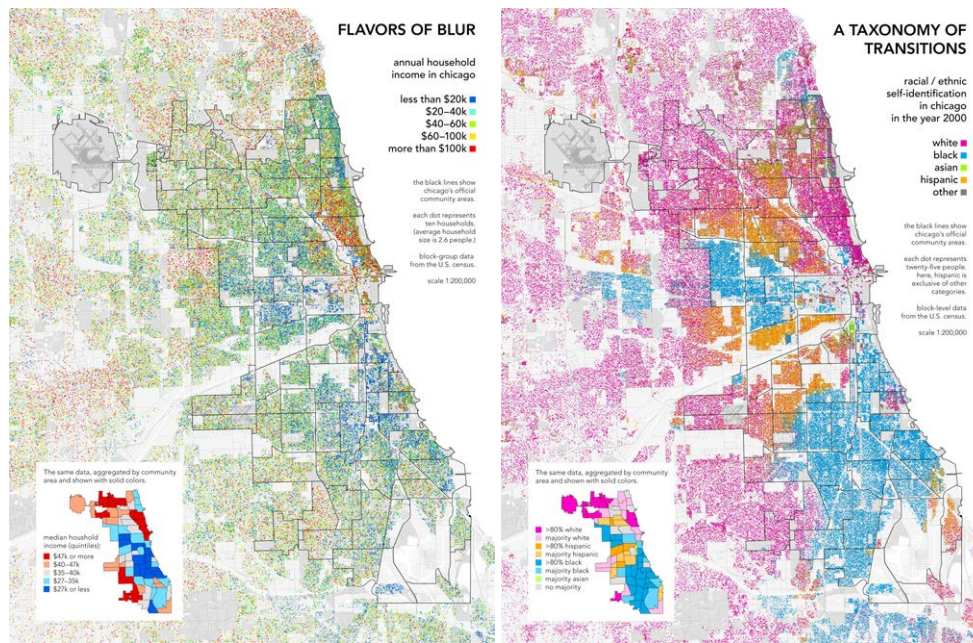 FLAVORS OF BLUR
annual household
income in chicago
less than $20k
$20–40k
$40–60k
$60–100k
more than $100k
the black lines show
chicago's official
community areas.
each dot represents
ten households.
(average household
size is 2.6 people.)
block-group data
from the U.S. census.
scale 1:200,000
The same data, aggregated by community
area and shown with solid colors.
median houshold
income (quintiles):
$47k or more
$40–47k
$35–40k
$27–35k
$27k or less
A TAXONOMY OF
TRANSITIONS
racial / ethnic
self-identification
in chicago
in the year 2000
white
black
asian
hispanic
other
the black lines show
chicago's official
community areas.
each dot represents
twenty-five people.
here, hispanic is
exclusive of other
categories.
block-level data
from the U.S. census.
scale 1:200,000
The same data, aggregated by community
area and shown with solid colors.
>80% white
majority white
>80% hispanic
majority hispanic
>80% black
majority black
majority asian
no majority